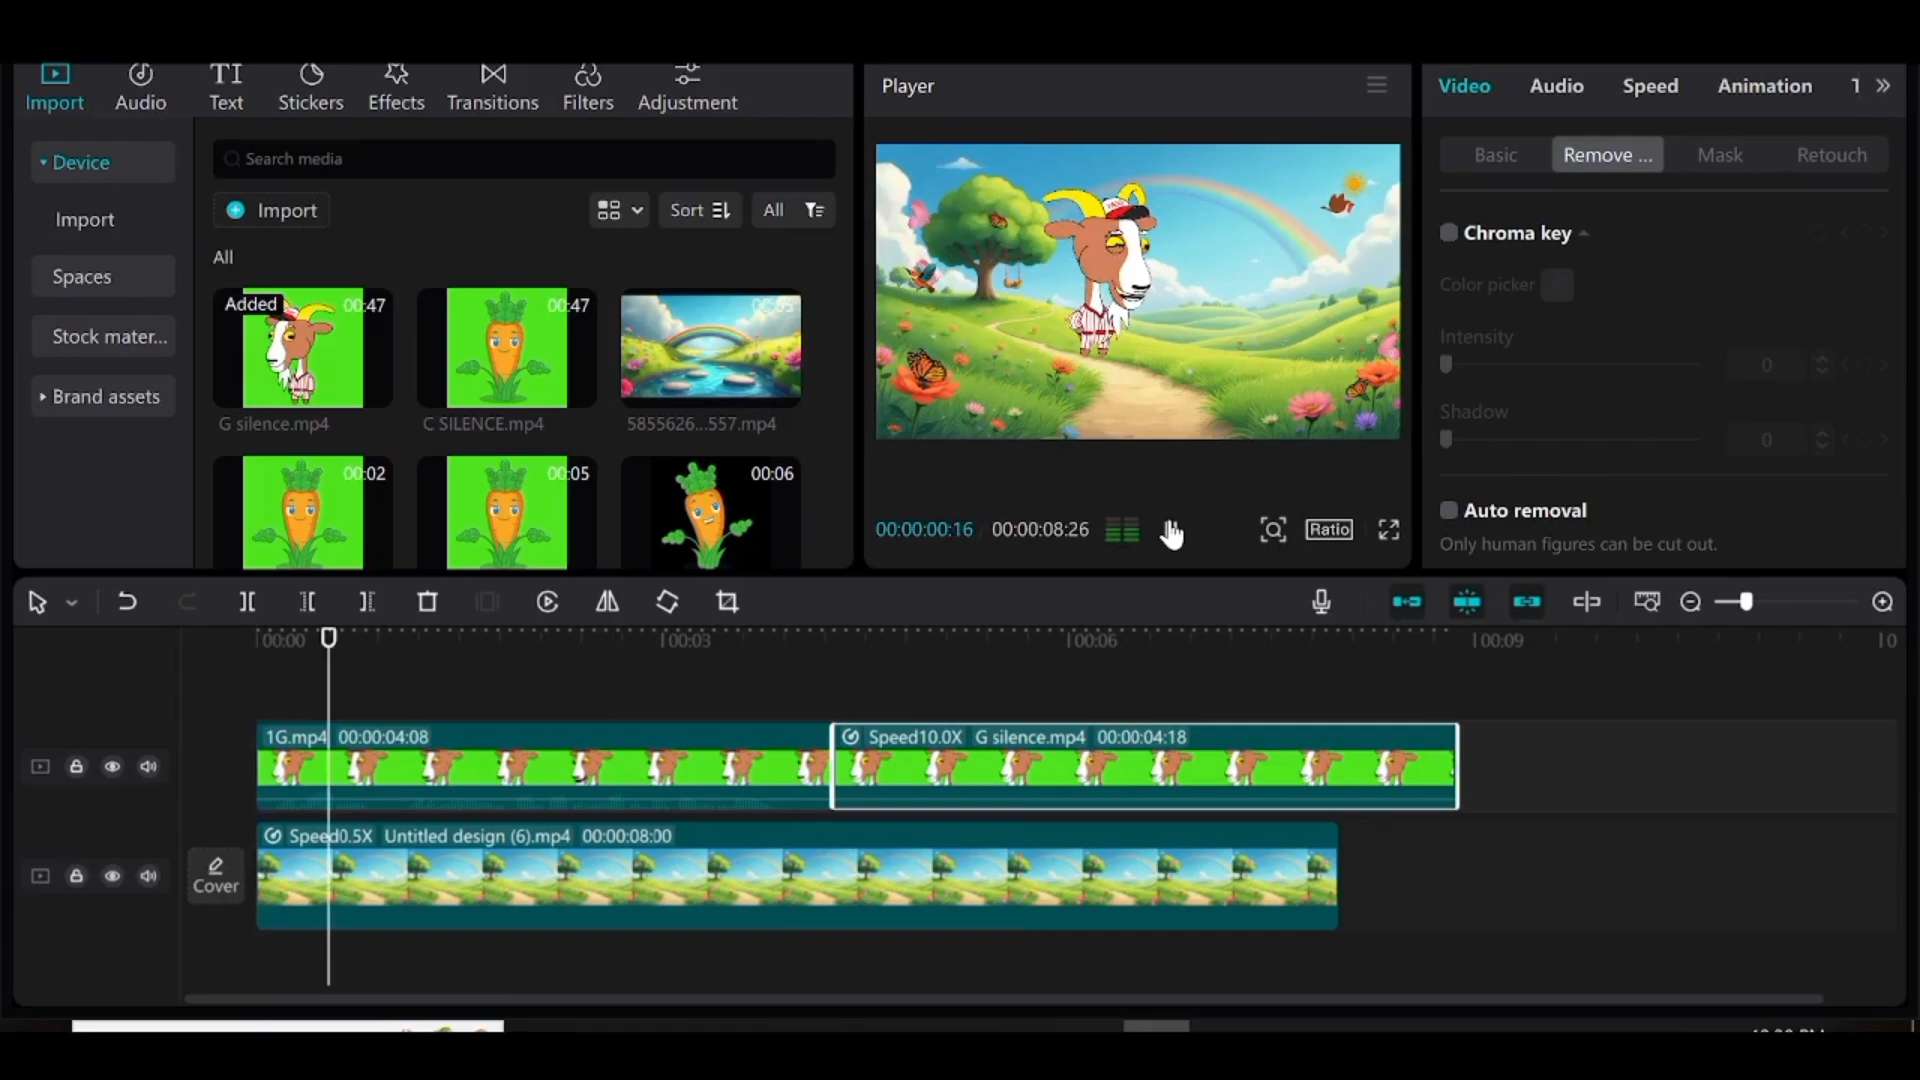 Import
Audio
Text
Stickers
Effects
Transitions
Filters
Adjustment
Device
Import
Spaces
Stock mater...
Brand assets
Search media
Import
Sort
All
All
Added
00:47
G silence.mp4
00:47
C SILENCE.mp4
5855626...557.mp4
00:02
00:05
00:06
Player
00:00:00:16
00:00:08:26
Ratio
Video
Audio
Speed
Animation
Basic
Remove ...
Mask
Retouch
Chroma key
Color picker
Intensity
0
Shadow
0
Auto removal
Only human figures can be cut out.
00:00
00:03
00:06
00:09
1G.mp4 00:00:04:08
Speed10.0X G silence.mp4 00:00:04:18
Cover
Speed0.5X Untitled design (6).mp4 00:00:08:00